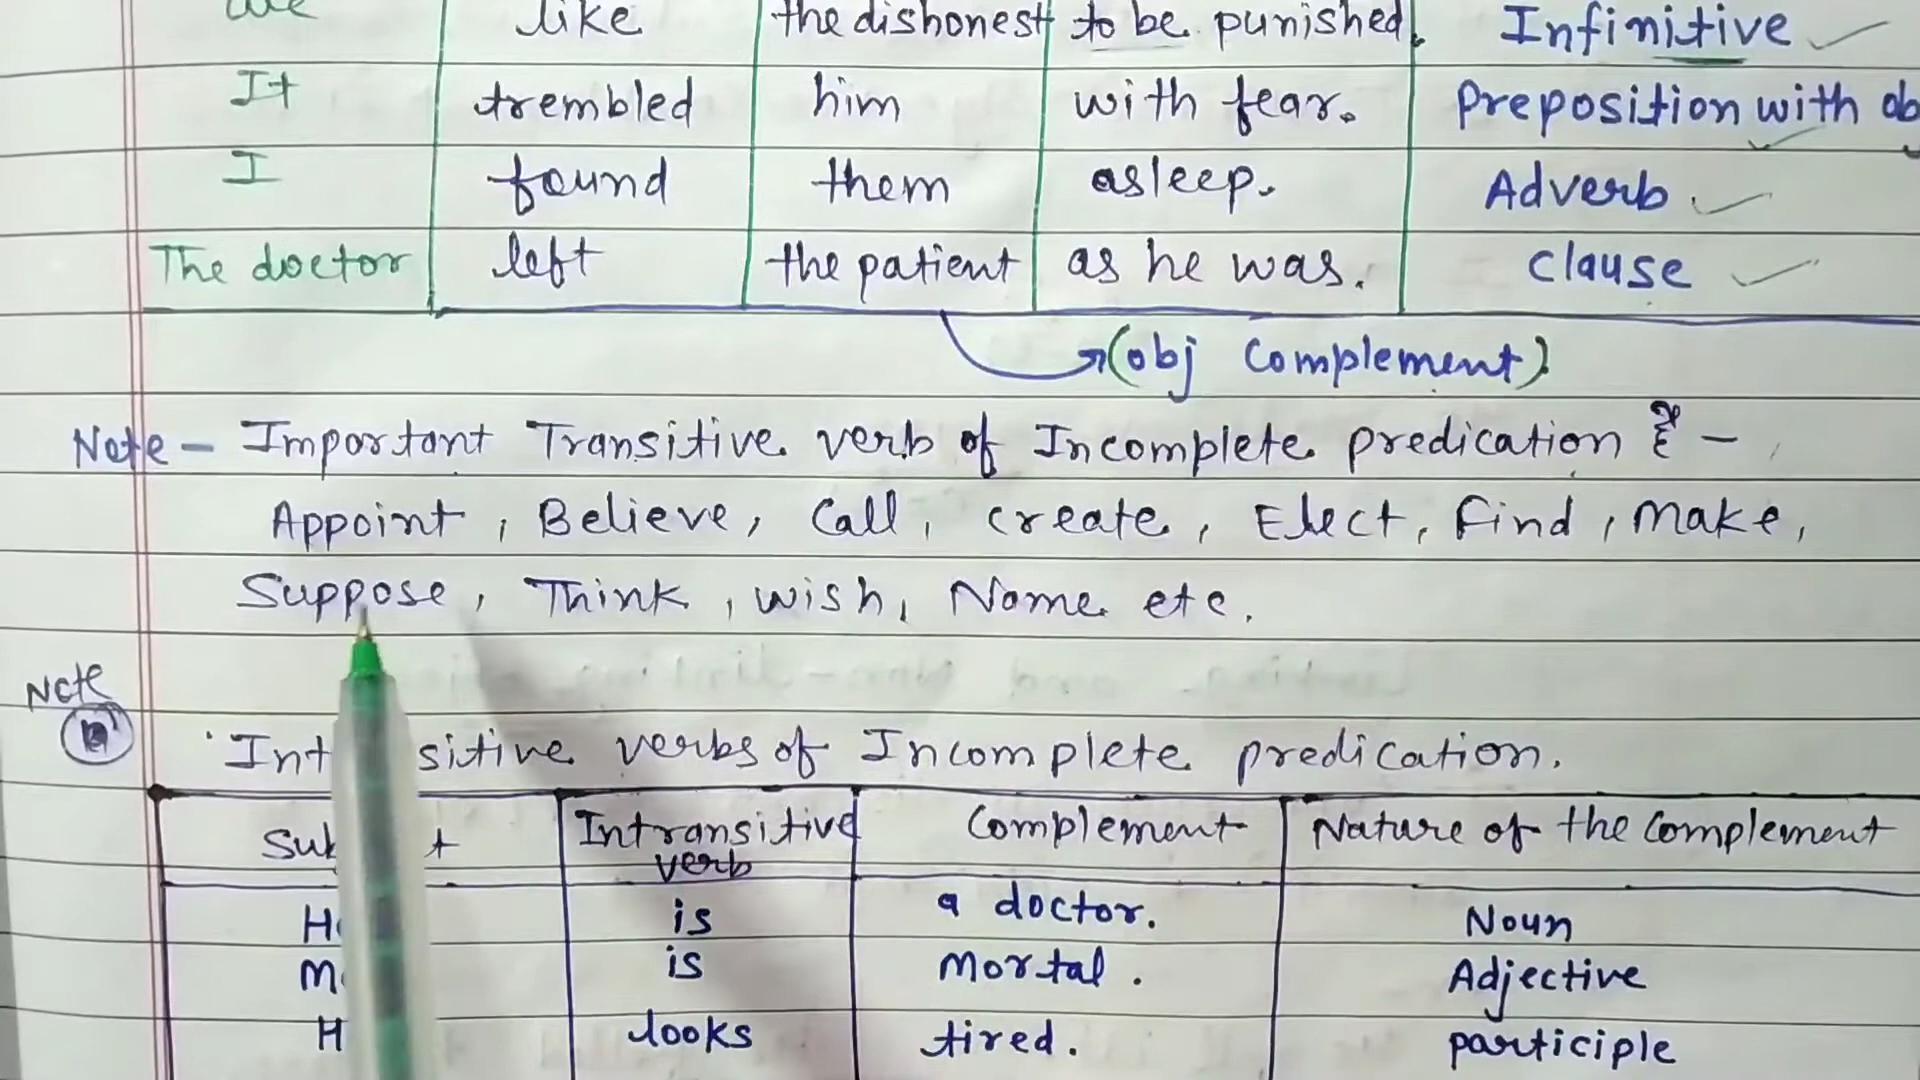 We like the dishonest to be punished. Infinitive
It trembled him with fear. Preposition with ob
I found them asleep. Adverb
The doctor left the patient as he was. clause
(obj Complement)
Note - Important Transitive verb of Incomplete predication है -
Appoint, Believe, Call, create, Elect, Find, Make,
Suppose, Think, wish, Name etc.
Note
sitive verbs of Incomplete predication.
Intransitive verb Complement Nature of the Complement
is a doctor. Noun
is Mortal. Adjective
looks tired. participle